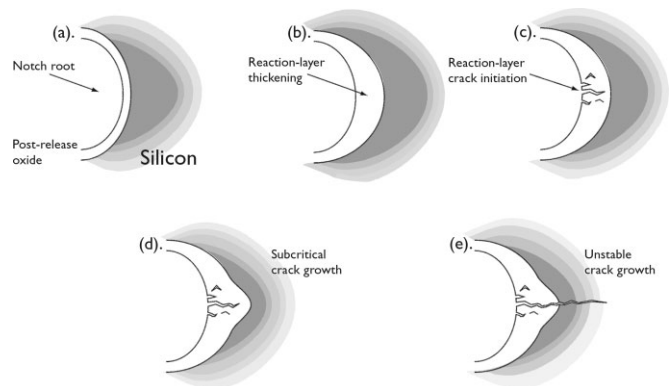 (a).
Notch root
Post-release
oxide
Silicon
(b).
Reaction-layer
thickening
(c).
Reaction-layer
crack initiation
(d).
Subcritical
crack growth
(e).
Unstable
crack growth